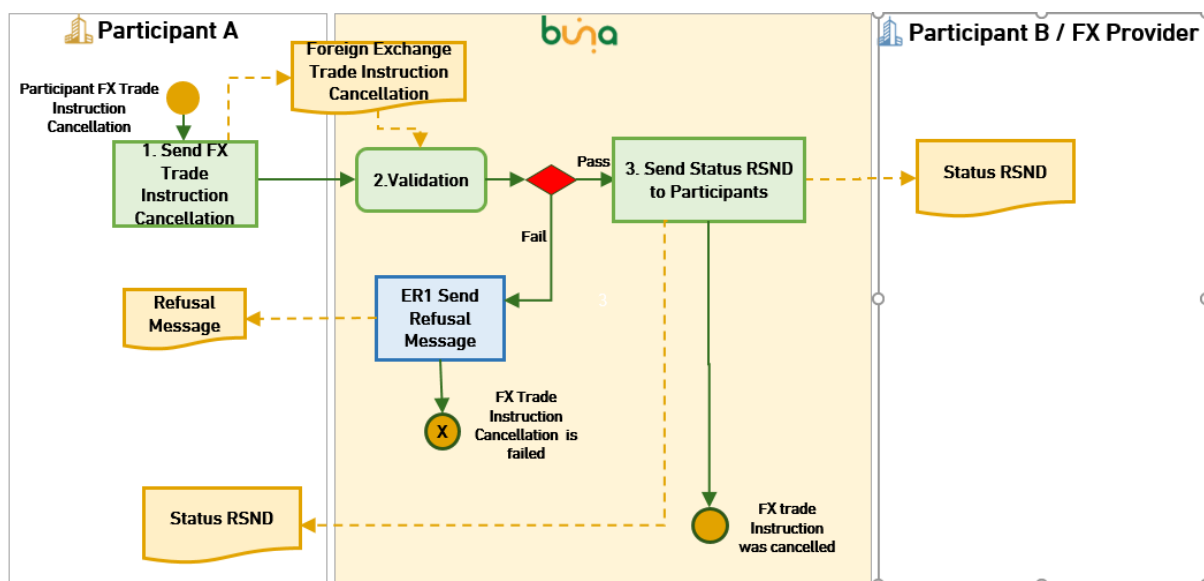 Participant A
buna
Participant B / FX Provider
Participant FX Trade
Instruction
Cancellation
Foreign Exchange
Trade Instruction
Cancellation
1. Send FX
Trade
Instruction
Cancellation
2.Validation
Pass
3. Send Status RSND
to Participants
Status RSND
Fail
Refusal
Message
ER1 Send
Refusal
Message
3
X
FX Trade
Instruction
Cancellation is
failed
Status RSND
FX trade
Instruction
was cancelled